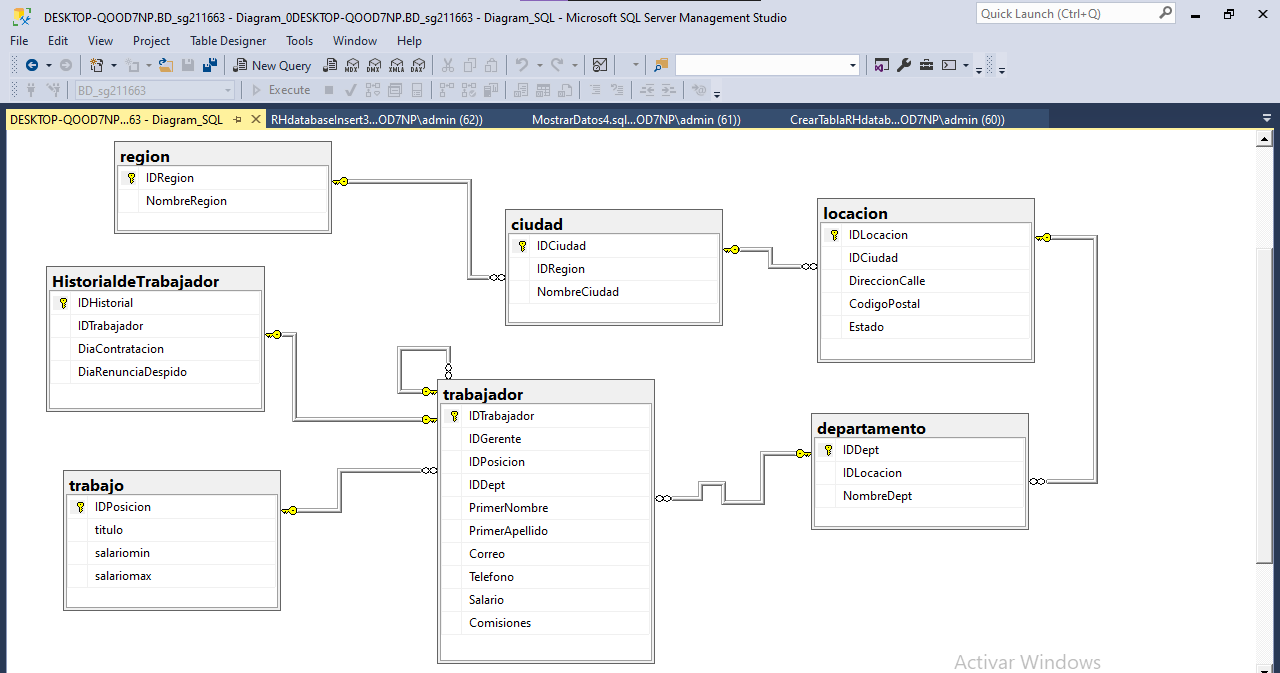 DESKTOP-QOOD7NP.BD_sg211663 - Diagram_0DESKTOP-QOOD7NP.BD_sg211663 - Diagram_SQL - Microsoft SQL Server Management Studio
Quick Launch (Ctrl+Q)
File Edit View Project Table Designer Tools Window Help
New Query MDX DMX XMLA DAX
BD_sg211663 Execute
DESKTOP-QOOD7NP...63 - Diagram_SQL RHdatabaseInsert3...OD7NP\admin (62)) MostrarDatos4.sql...OD7NP\admin (61)) CrearTablaRHdatab...OD7NP\admin (60))
region
IDRegion
NombreRegion
ciudad
IDCiudad
IDRegion
NombreCiudad
locacion
IDLocacion
IDCiudad
DireccionCalle
CodigoPostal
Estado
HistorialdeTrabajador
IDHistorial
IDTrabajador
DiaContratacion
DiaRenunciaDespido
trabajador
IDTrabajador
IDGerente
IDPosicion
IDDept
PrimerNombre
PrimerApellido
Correo
Telefono
Salario
Comisiones
departamento
IDDept
IDLocacion
NombreDept
trabajo
IDPosicion
titulo
salariomin
salariomax
Activar Windows